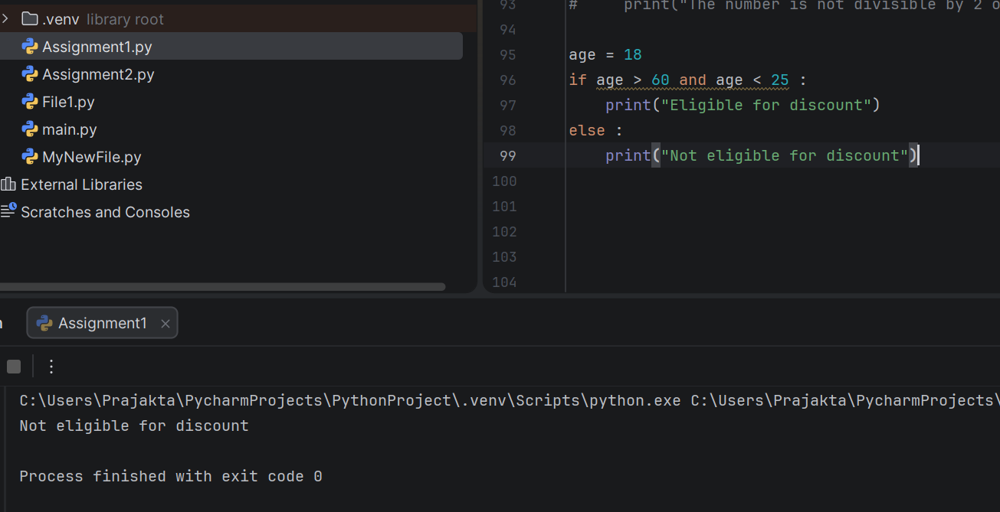 .venv library root
Assignment1.py
Assignment2.py
File1.py
main.py
MyNewFile.py
External Libraries
Scratches and Consoles
93 # print("The number is not divisible by 2 o
94
95 age = 18
96 if age > 60 and age < 25 :
97 print("Eligible for discount")
98 else :
99 print("Not eligible for discount")
100
101
102
103
104
Assignment1
C:\Users\Prajakta\PycharmProjects\PythonProject\.venv\Scripts\python.exe C:\Users\Prajakta\PycharmProjects\
Not eligible for discount
Process finished with exit code 0